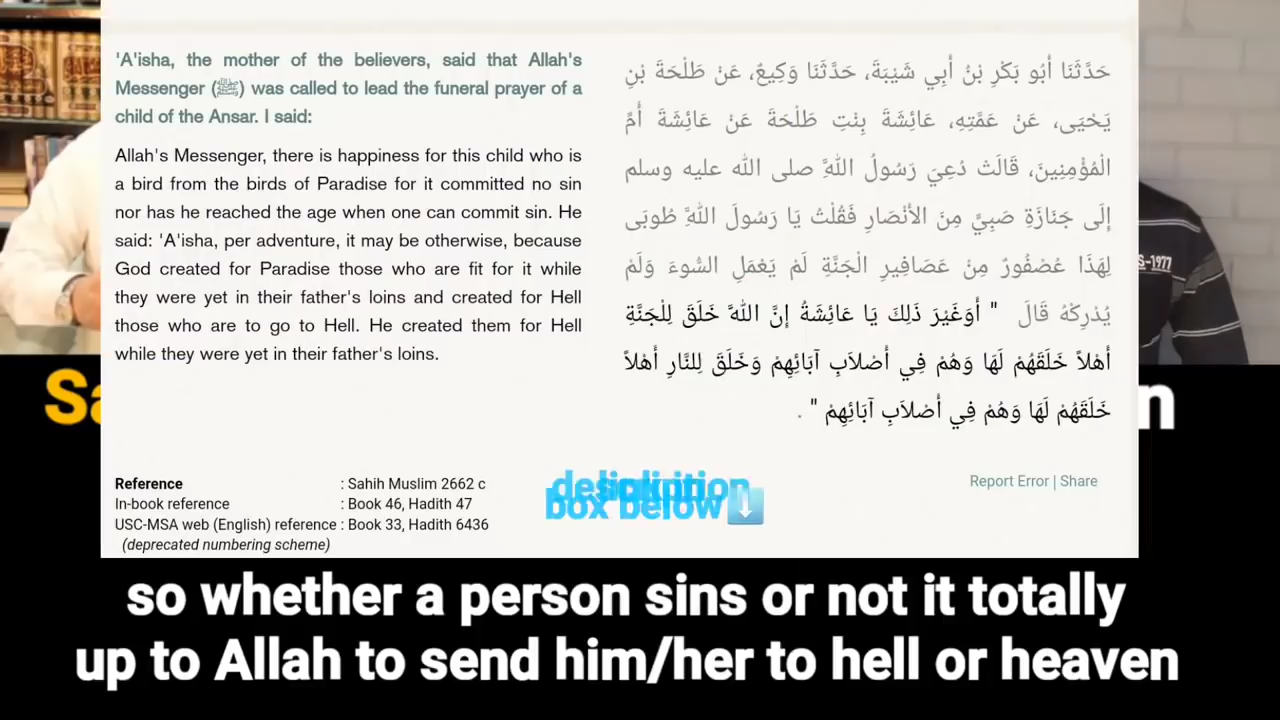 'A'isha, the mother of the believers, said that Allah's
Messenger (ﷺ) was called to lead the funeral prayer of a
child of the Ansar. I said:
Allah's Messenger, there is happiness for this child who is
a bird from the birds of Paradise for it committed no sin
nor has he reached the age when one can commit sin. He
said: 'A'isha, per adventure, it may be otherwise, because
God created for Paradise those who are fit for it while
they were yet in their father's loins and created for Hell
those who are to go to Hell. He created them for Hell
while they were yet in their father's loins.
حَدَّثَنَا أَبُو بَكْرِ بْنُ أَبِي شَيْبَةَ، حَدَّثَنَا وَكِيعٌ، عَنْ طَلْحَةَ بْنِ
يَحْيَى، عَنْ عَمَّتِهِ، عَائِشَةَ بِنْتِ طَلْحَةَ عَنْ عَائِشَةَ أُمِّ
الْمُؤْمِنِينَ، قَالَتْ دُعِيَ رَسُولُ اللَّهِ صلى الله عليه وسلم
إِلَى جَنَازَةِ صَبِيٍّ مِنَ الأَنْصَارِ فَقُلْتُ يَا رَسُولَ اللَّهِ طُوبَى
لِهَذَا عُصْفُورٌ مِنْ عَصَافِيرِ الْجَنَّةِ لَمْ يَعْمَلِ السُّوءَ وَلَمْ
يُدْرِكْهُ قَالَ " أَوَغَيْرَ ذَلِكَ يَا عَائِشَةُ إِنَّ اللَّهَ خَلَقَ لِلْجَنَّةِ
أَهْلاً خَلَقَهُمْ لَهَا وَهُمْ فِي أَصْلاَبِ آبَائِهِمْ وَخَلَقَ لِلنَّارِ أَهْلاً
خَلَقَهُمْ لَهَا وَهُمْ فِي أَصْلاَبِ آبَائِهِمْ " .
Reference : Sahih Muslim 2662 c
In-book reference : Book 46, Hadith 47
USC-MSA web (English) reference : Book 33, Hadith 6436
(deprecated numbering scheme)
Report Error | Share
box below
so whether a person sins or not it totally
up to Allah to send him/her to hell or heaven